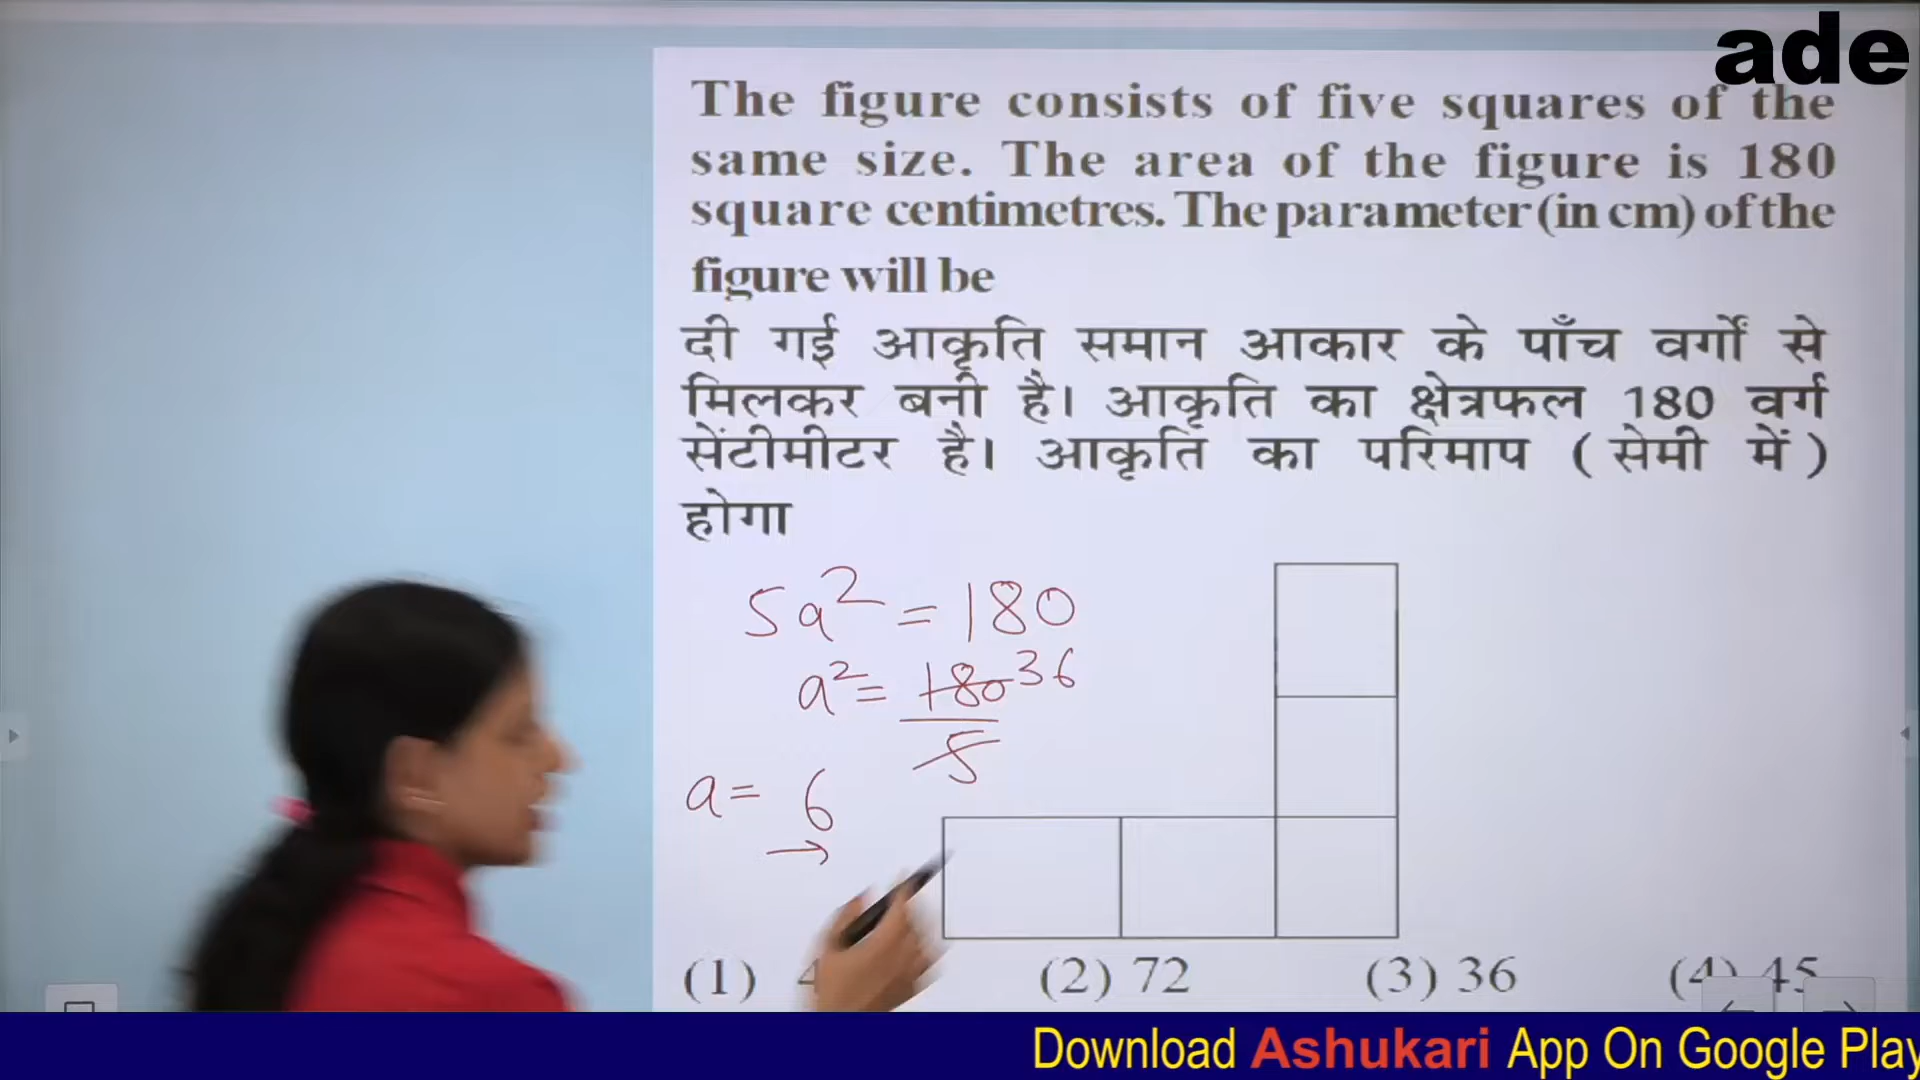 ade
The figure consists of five squares of the
same size. The area of the figure is 180
square centimetres. The parameter (in cm) of the
figure will be
दी गई आकृति समान आकार के पाँच वर्गों से
मिलकर बनी है। आकृति का क्षेत्रफल 180 वर्ग
सेंटीमीटर है। आकृति का परिमाप ( सेमी में )
होगा
5a² = 180
a² = 180 36
5
a = 6
(1) (2) 72 (3) 36 (4) 45
Download Ashukari App On Google Play